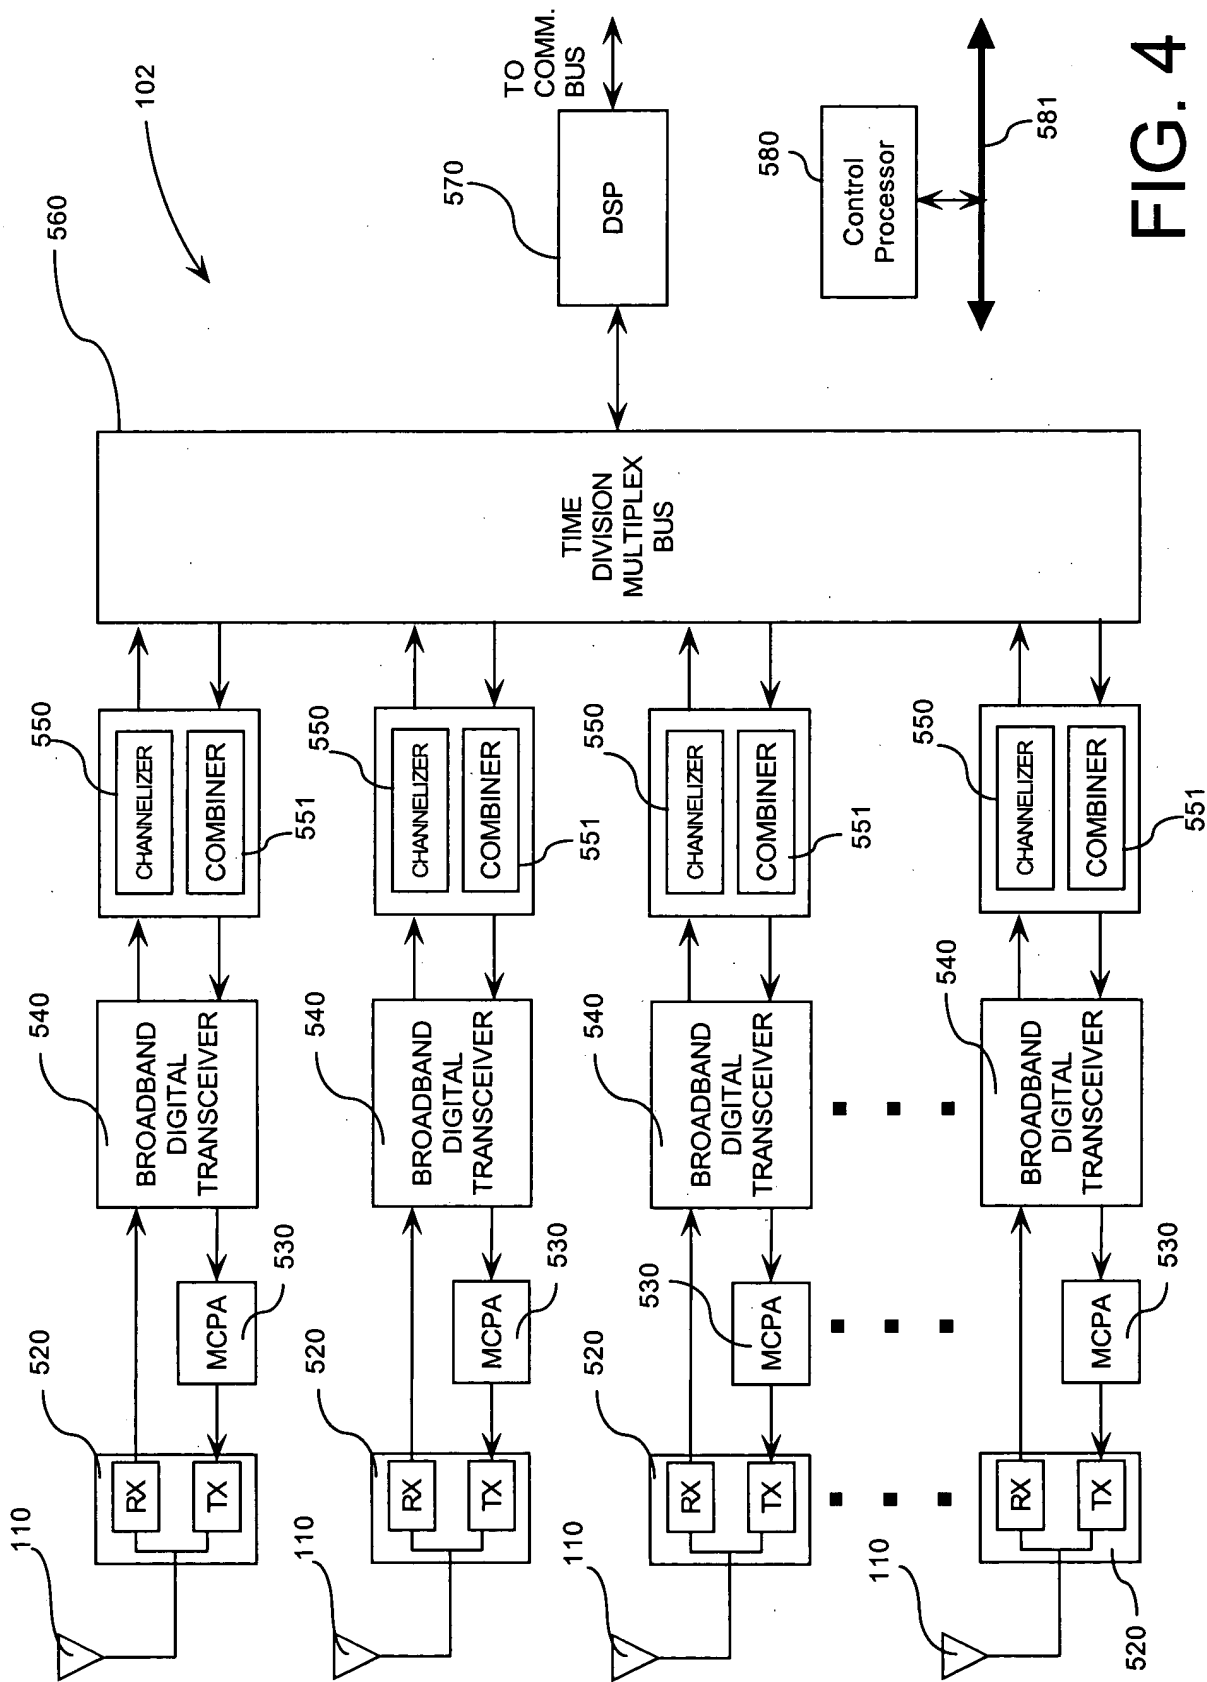 110
520
RX
TX
530
MCPA
540
BROADBAND
DIGITAL
TRANSCEIVER
550
CHANNELIZER
COMBINER
551
560
102
110
520
RX
TX
530
MCPA
540
BROADBAND
DIGITAL
TRANSCEIVER
550
CHANNELIZER
COMBINER
551
TIME
DIVISION
MULTIPLEX
BUS
570
DSP
TO
COMM.
BUS
110
520
RX
TX
530
MCPA
540
BROADBAND
DIGITAL
TRANSCEIVER
550
CHANNELIZER
COMBINER
551
580
Control
Processor
581
110
520
RX
TX
530
MCPA
540
BROADBAND
DIGITAL
TRANSCEIVER
550
CHANNELIZER
COMBINER
551
FIG. 4